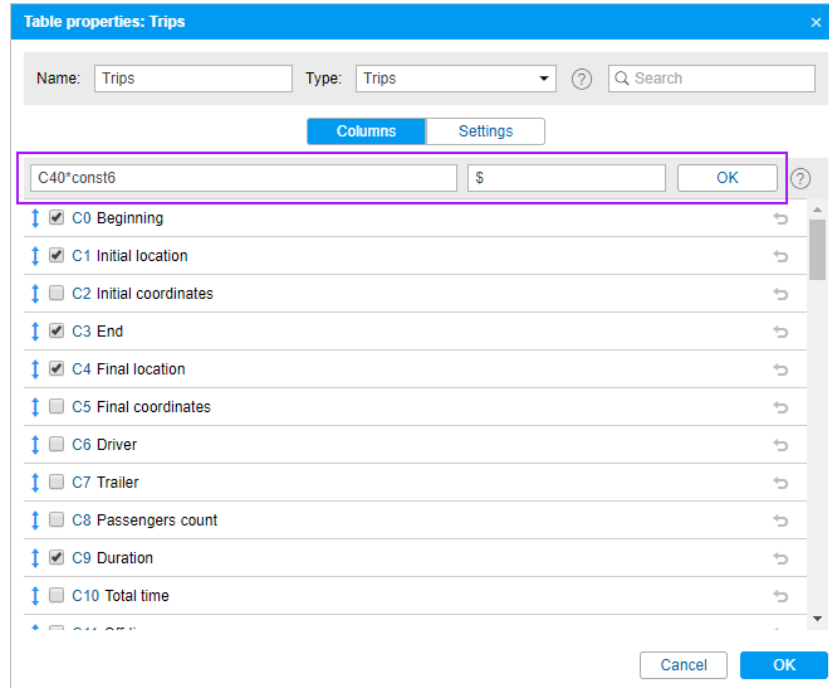 Table properties: Trips ×
Name: Trips Type: Trips ? Search
Columns Settings
C40*const6 $ OK ?
C0 Beginning
C1 Initial location
C2 Initial coordinates
C3 End
C4 Final location
C5 Final coordinates
C6 Driver
C7 Trailer
C8 Passengers count
C9 Duration
C10 Total time
Cancel OK